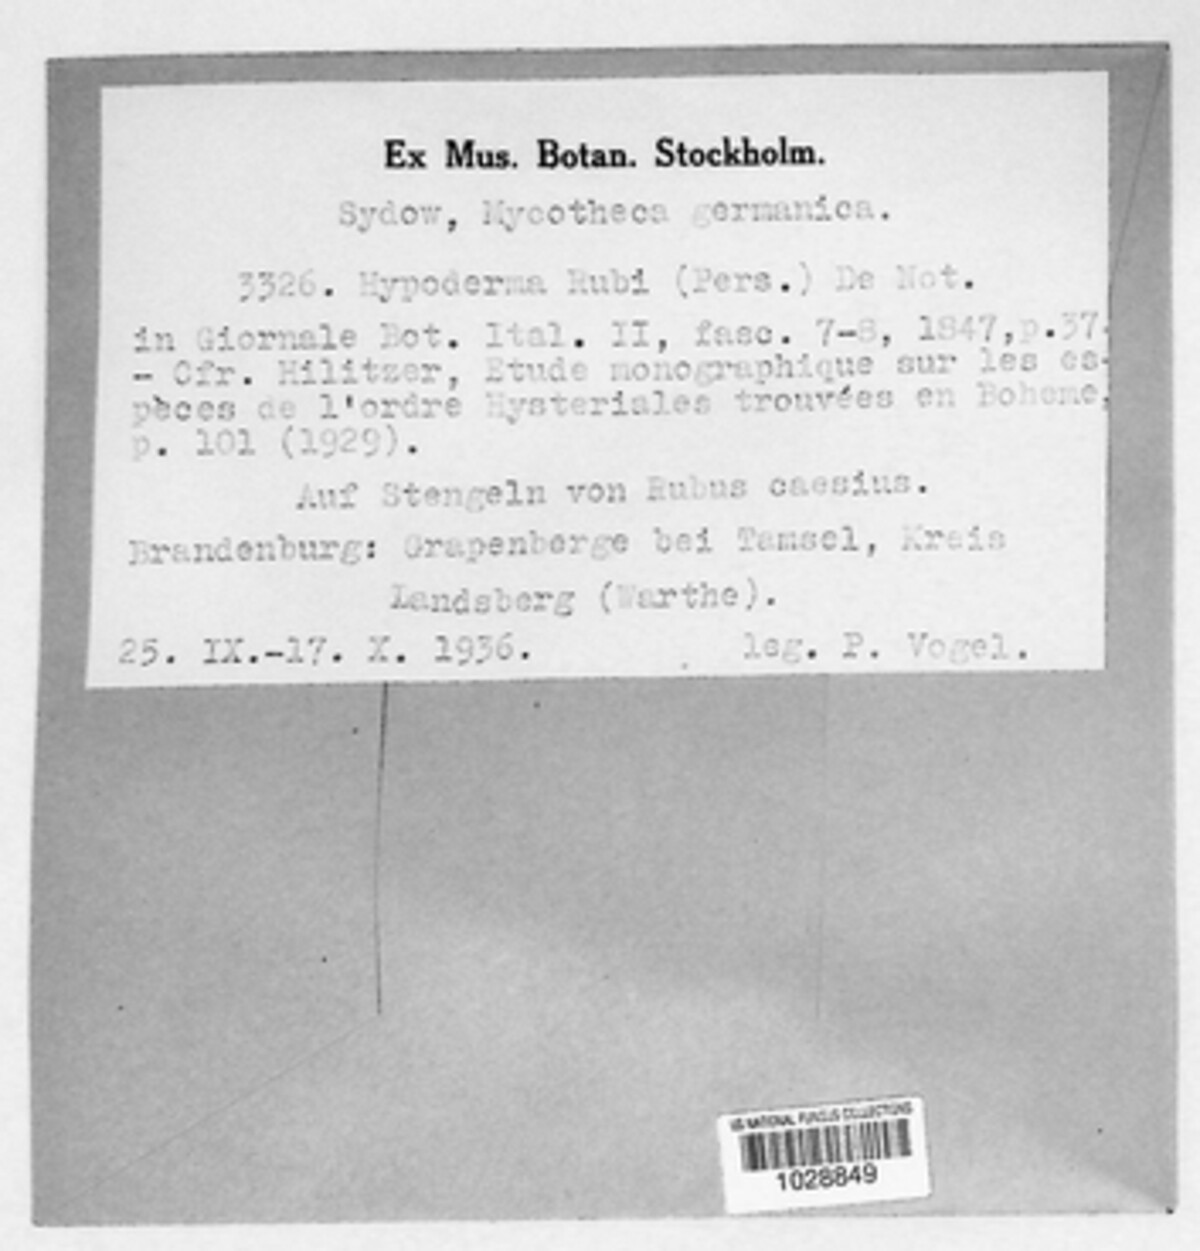 Ex Mus. Botan. Stockholm.
Sydow, Mycotheca germanica.
3326. Hypoderma Rubi (Pers.) De Not.
in Giornale Bot. Ital. II, fasc. 7-8, 1847, p.37.
- Cfr. Hilitzer, Etude monographique sur les es-
pèces de l'ordre Hysteriales trouvées en Boheme,
p. 101 (1929).
Auf Stengeln von Rubus caesius.
Brandenburg: Grapenberge bei Tamsel, Kreis
Landsberg (Warthe).
25. IX.-17. X. 1936. leg. P. Vogel.
US NATIONAL FUNGUS COLLECTIONS
1028849